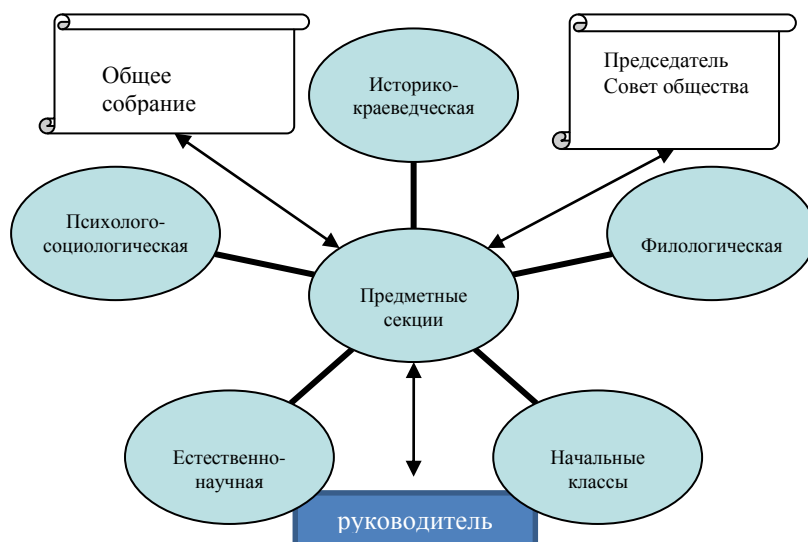 Общее
собрание
Историко-
краеведческая
Председатель
Совет общества
Психолого-
социологическая
Филологическая
Предметные
секции
Естественно-
научная
Начальные
классы
руководитель